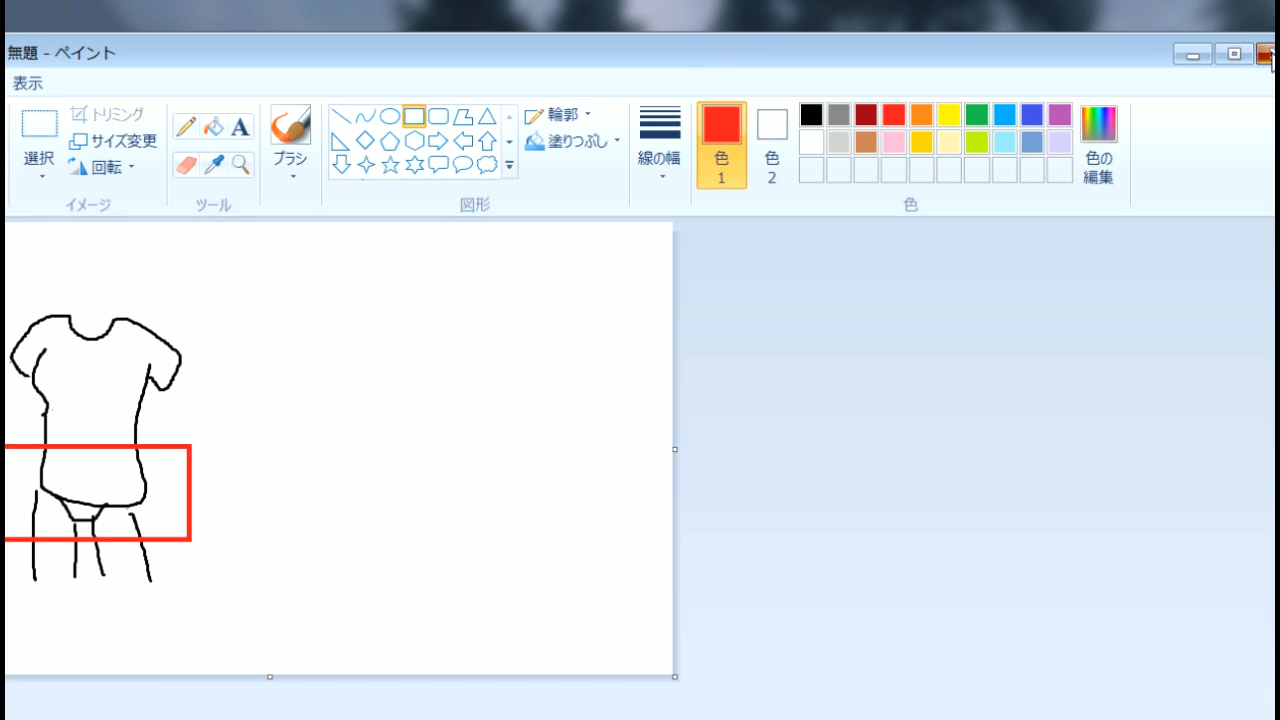 無題 - ペイント
表示
選択
トリミング
サイズ変更
回転
イメージ
A
ツール
ブラシ
輪郭
塗りつぶし
図形
線の幅
色
1
色
2
色の
編集
色